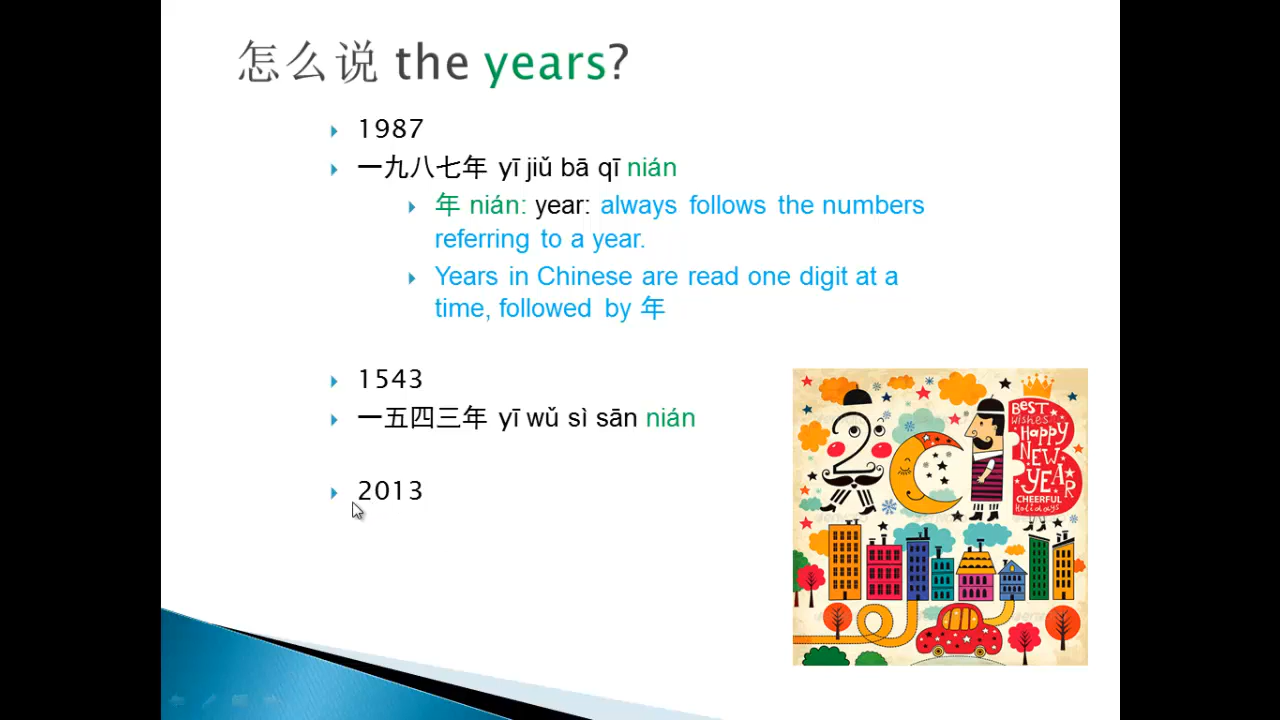 怎么说 the years?
1987
一九八七年 yī jiǔ bā qī nián
年 nián: year: always follows the numbers
referring to a year.
Years in Chinese are read one digit at a
time, followed by 年
1543
一五四三年 yī wǔ sì sān nián
2013
BEST
WISHES
HAPPY
NEW
YEAR
CHEERFUL
Holidays